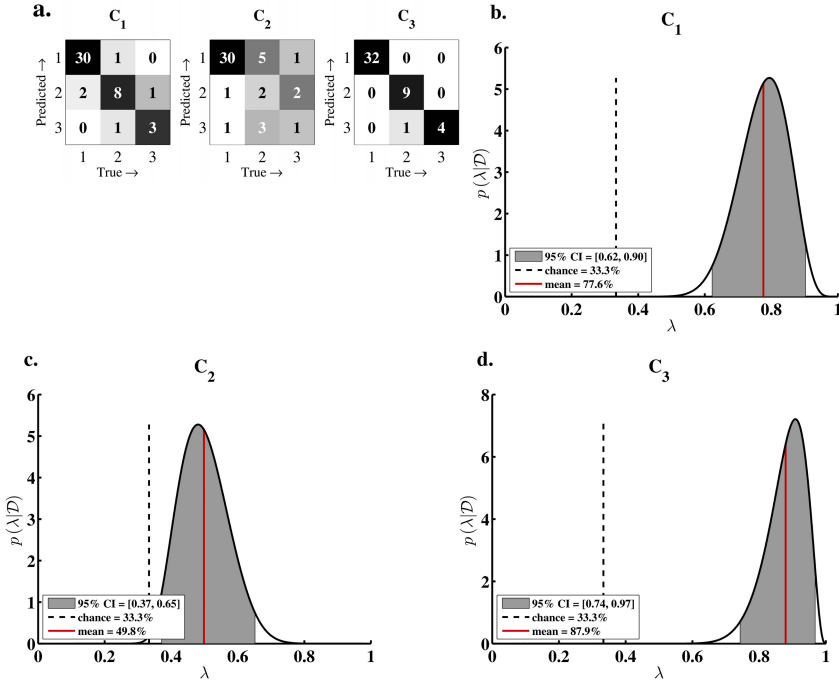 a.
C1 C2 C3
Predicted →
1 30 1 0
2 2 8 1
3 0 1 3
1 2 3
True →
Predicted →
1 30 5 1
2 1 2 2
3 1 3 1
1 2 3
True →
Predicted →
1 32 0 0
2 0 9 0
3 0 1 4
1 2 3
True →
b.
C1
p (λ|𝒟)
6
5
4
3
2
1
0
95% CI = [0.62, 0.90]
chance = 33.3%
mean = 77.6%
0 0.2 0.4 0.6 0.8 1
λ
c.
C2
p (λ|𝒟)
6
5
4
3
2
1
0
95% CI = [0.37, 0.65]
chance = 33.3%
mean = 49.8%
0 0.2 0.4 0.6 0.8 1
λ
d.
C3
p (λ|𝒟)
8
6
4
2
0
95% CI = [0.74, 0.97]
chance = 33.3%
mean = 87.9%
0 0.2 0.4 0.6 0.8 1
λ